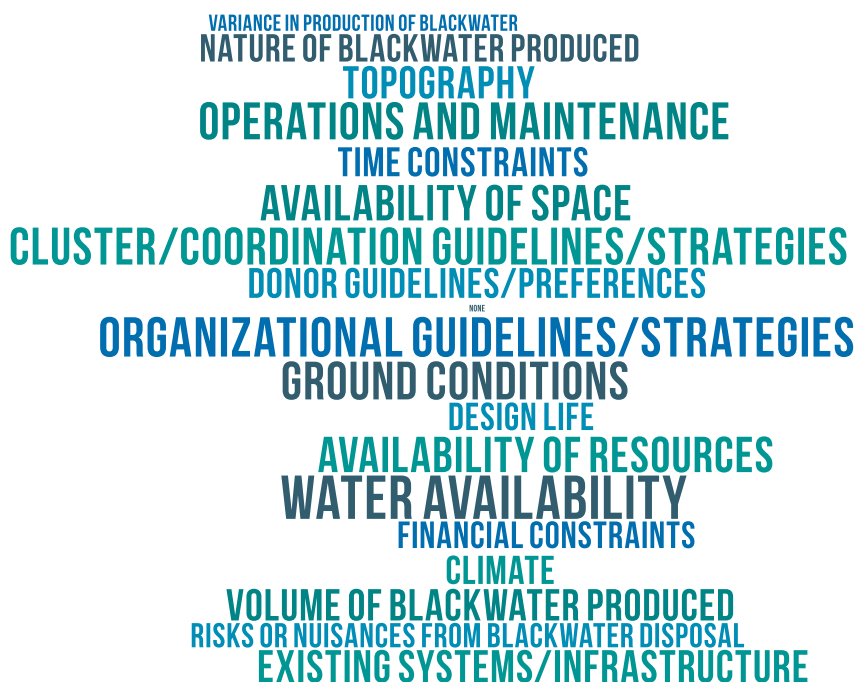 VARIANCE IN PRODUCTION OF BLACKWATER
NATURE OF BLACKWATER PRODUCED
TOPOGRAPHY
OPERATIONS AND MAINTENANCE
TIME CONSTRAINTS
AVAILABILITY OF SPACE
CLUSTER/COORDINATION GUIDELINES/STRATEGIES
DONOR GUIDELINES/PREFERENCES
NONE
ORGANIZATIONAL GUIDELINES/STRATEGIES
GROUND CONDITIONS
DESIGN LIFE
AVAILABILITY OF RESOURCES
WATER AVAILABILITY
FINANCIAL CONSTRAINTS
CLIMATE
VOLUME OF BLACKWATER PRODUCED
RISKS OR NUISANCES FROM BLACKWATER DISPOSAL
EXISTING SYSTEMS/INFRASTRUCTURE